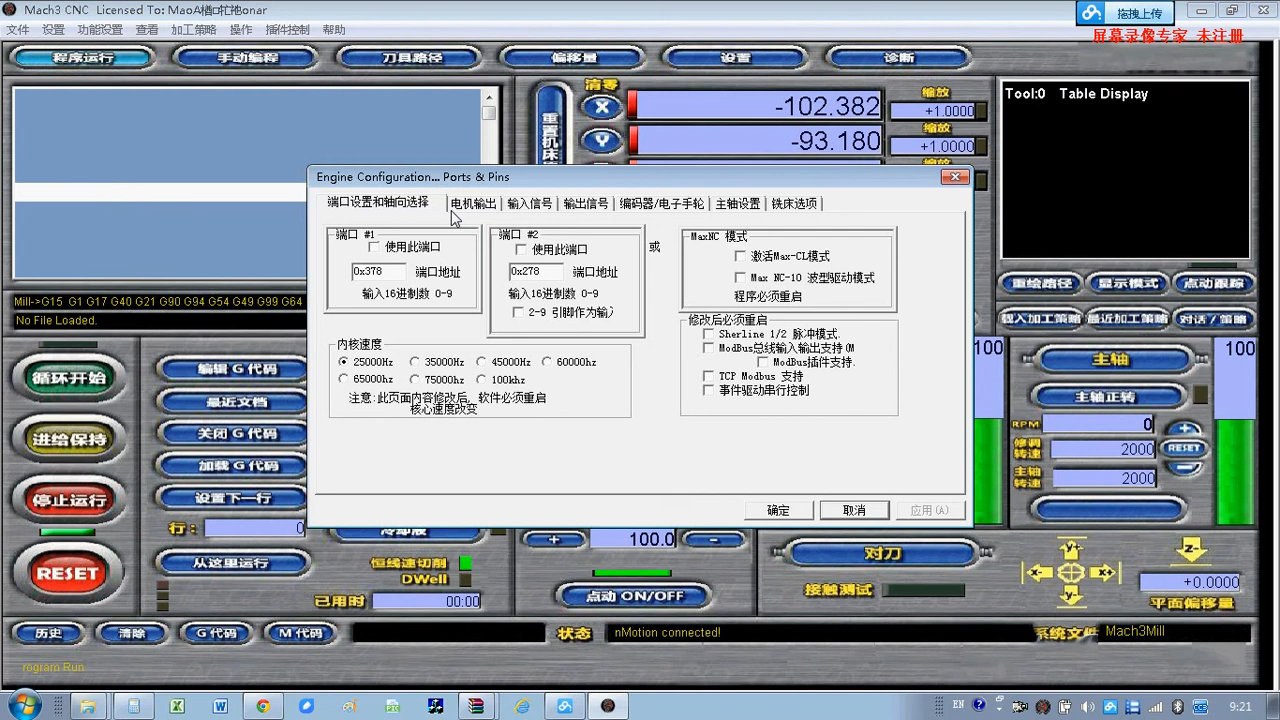 Mach3 CNC Licensed To: MaoA
拖拽上传
文件 设置 功能设置 查看 加工策略 操作 插件控制 帮助
屏幕录像专家 未注册
程序运行 手动编程 刀具路径 偏移量 设置 诊断
清零
缩放
X
-102.382
+1.0000
Tool:0 Table Display
缩放
Y
-93.180
+1.0000
缩放
Engine Configuration... Ports & Pins
端口设置和轴向选择 电机输出 输入信号 输出信号 编码器/电子手轮 主轴设置 铣床选项
端口 #1
使用此端口
0x378 端口地址
输入16进制数 0-9
端口 #2
使用此端口
0x278 端口地址
输入16进制数 0-9
2-9 引脚作为输入
或
MaxNC 模式
激活Max-CL模式
Max NC-10 波型驱动模式
程序必须重启
修改后必须重启
Sherline 1/2 脉冲模式.
ModBus总线输入输出支持(M
ModBus插件支持.
TCP Modbus 支持
事件驱动串行控制
内核速度
25000Hz 35000Hz 45000Hz 60000hz
65000hz 75000hz 100khz
注意:此页面内容修改后, 软件必须重启
核心速度改变
确定 取消 应用(A)
重绘路径 显示模式 点动跟踪
载入加工策略 最近加工策略 对话/策略
Mill->G15 G1 G17 G40 G21 G90 G94 G54 G49 G99 G64
No File Loaded.
循环开始
进给保持
停止运行
RESET
编辑 G 代码
最近文档
关闭 G 代码
加载 G 代码
设置下一行
行: 0
从这里运行
冷却液
恒线速切削
DWell
已用时 00:00
100
主轴
100
主轴正转
RPM 0
修调转速 2000
RESET
主轴转速 2000
+ 100.0 -
点动 ON/OFF
对刀
接触测试
Y+ X- X+ Y-
Z-
+0.0000
平面偏移量
历史 清除 G 代码 M 代码
状态 nMotion connected!
系统文件 Mach3Mill
rogram Run
EN
9:21